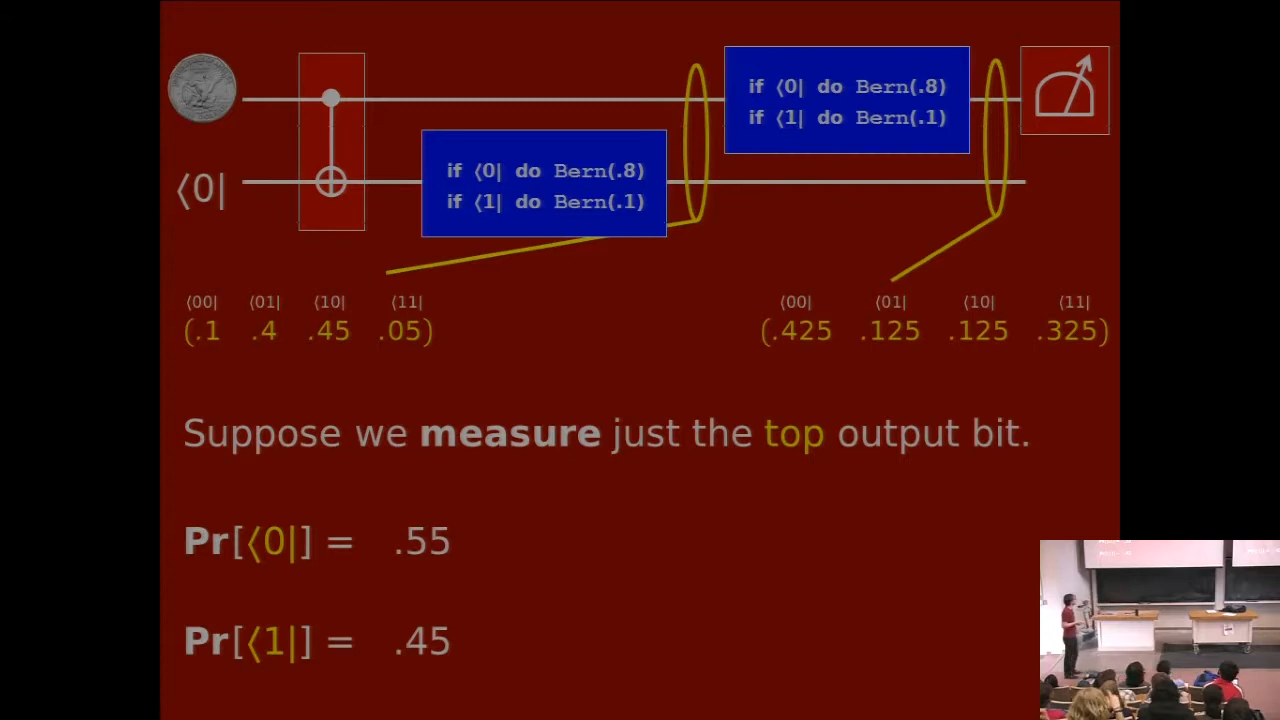 if ⟨0| do Bern(.8)
if ⟨1| do Bern(.1)
⟨0|
if ⟨0| do Bern(.8)
if ⟨1| do Bern(.1)
⟨00| ⟨01| ⟨10| ⟨11|
(.1 .4 .45 .05)
⟨00| ⟨01| ⟨10| ⟨11|
(.425 .125 .125 .325)
Suppose we measure just the top output bit.
Pr[⟨0|] = .55
Pr[⟨1|] = .45